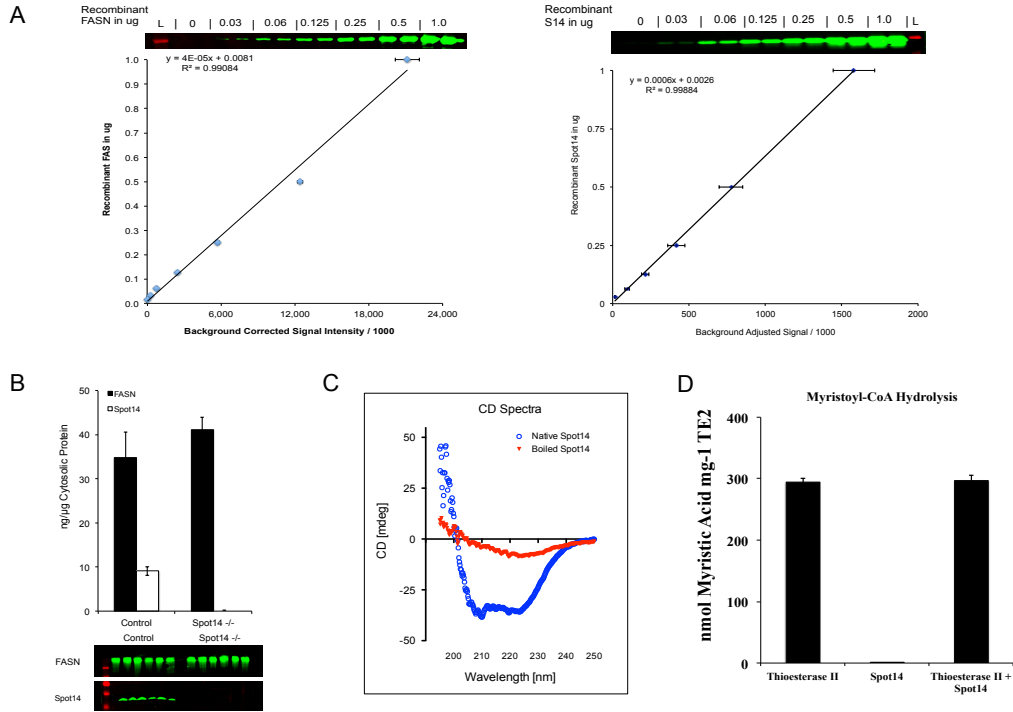 A
Recombinant
FASN in ug
L | 0 | 0.03 | 0.06 | 0.125 | 0.25 | 0.5 | 1.0
y = 4E-05x + 0.0081
R² = 0.99084
Recombinant FAS in ug
1.0
0.9
0.8
0.7
0.6
0.5
0.4
0.3
0.2
0.1
0.0
0
6,000
12,000
18,000
24,000
Background Corrected Signal Intensity / 1000
Recombinant
S14 in ug
0 | 0.03 | 0.06 | 0.125 | 0.25 | 0.5 | 1.0 | L
y = 0.0006x + 0.0026
R² = 0.99884
Recombinant Spot14 in ug
1
0.75
0.5
0.25
0
0
500
1000
1500
2000
Background Adjusted Signal / 1000
B
FASN
Spot14
ng/µg Cytosolic Protein
50
40
30
20
10
0
Control
Spot14 -/-
Control
Spot14 -/-
FASN
Spot14
C
CD Spectra
Native Spot14
Boiled Spot14
CD [mdeg]
50
25
0
-25
-50
200
210
220
230
240
250
Wavelength [nm]
D
Myristoyl-CoA Hydrolysis
nmol Myristic Acid mg-1 TE2
400
300
200
100
0
Thioesterase II
Spot14
Thioesterase II +
Spot14